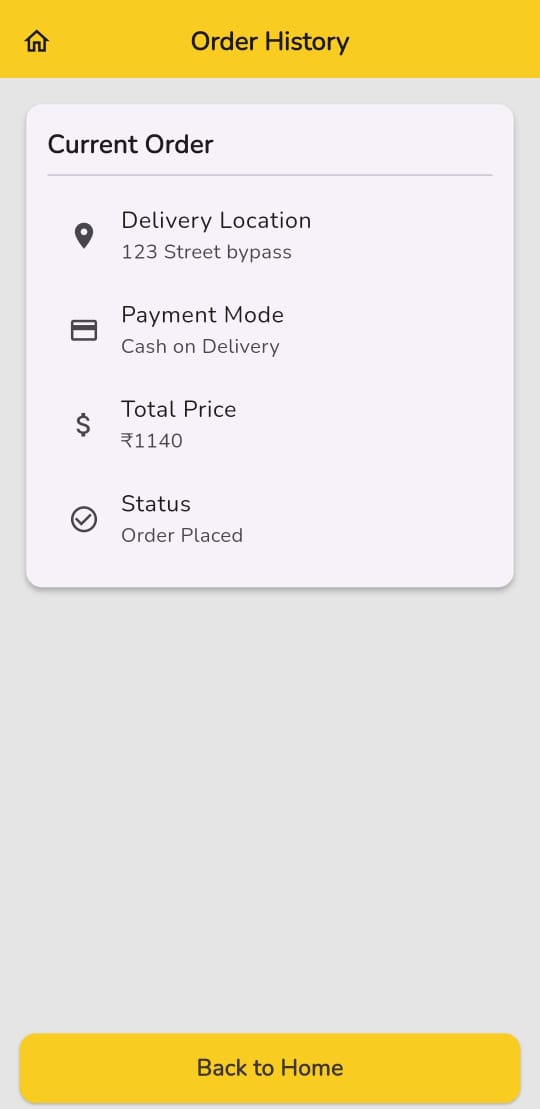 Order History
Current Order
Delivery Location
123 Street bypass
Payment Mode
Cash on Delivery
Total Price
₹1140
Status
Order Placed
Back to Home